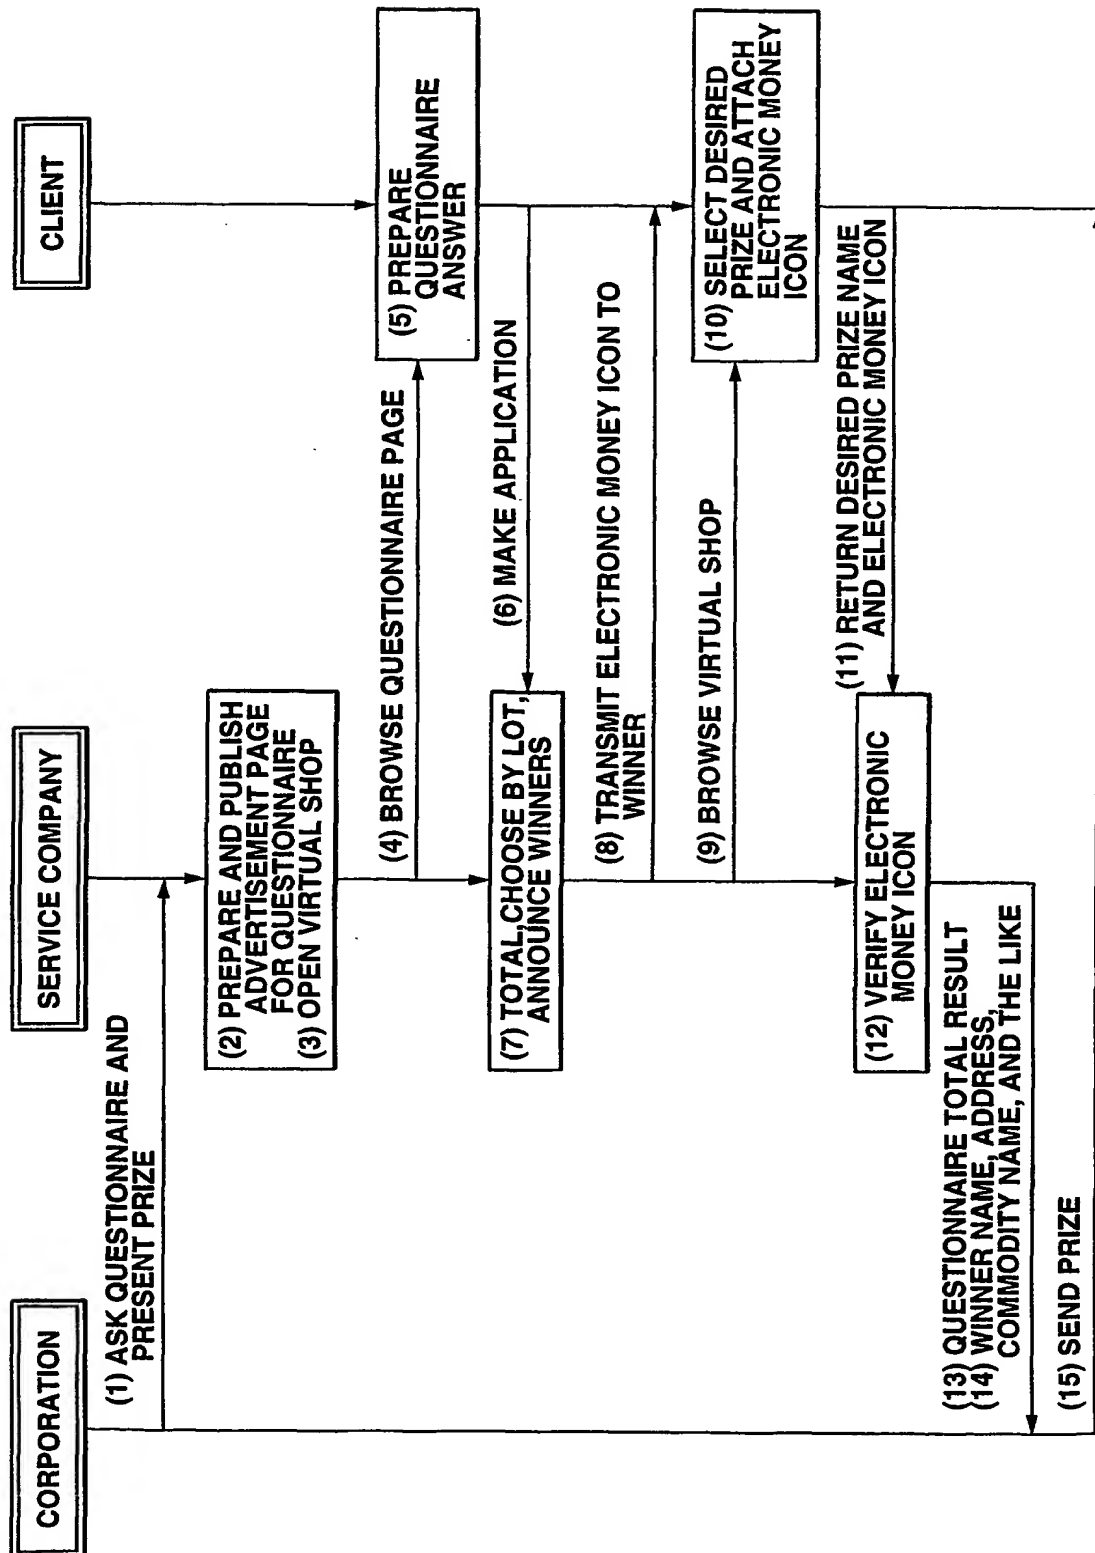 CORPORATION
SERVICE COMPANY
CLIENT
(1) ASK QUESTIONNAIRE AND
PRESENT PRIZE
(2) PREPARE AND PUBLISH
ADVERTISEMENT PAGE
FOR QUESTIONNAIRE
(3) OPEN VIRTUAL SHOP
(4) BROWSE QUESTIONNAIRE PAGE
(5) PREPARE
QUESTIONNAIRE
ANSWER
(6) MAKE APPLICATION
(7) TOTAL,CHOOSE BY LOT,
ANNOUNCE WINNERS
(8) TRANSMIT ELECTRONIC MONEY ICON TO
WINNER
(9) BROWSE VIRTUAL SHOP
(10) SELECT DESIRED
PRIZE AND ATTACH
ELECTRONIC MONEY
ICON
(11) RETURN DESIRED PRIZE NAME
AND ELECTRONIC MONEY ICON
(12) VERIFY ELECTRONIC
MONEY ICON
(13) QUESTIONNAIRE TOTAL RESULT
(14) WINNER NAME, ADDRESS,
COMMODITY NAME, AND THE LIKE
(15) SEND PRIZE